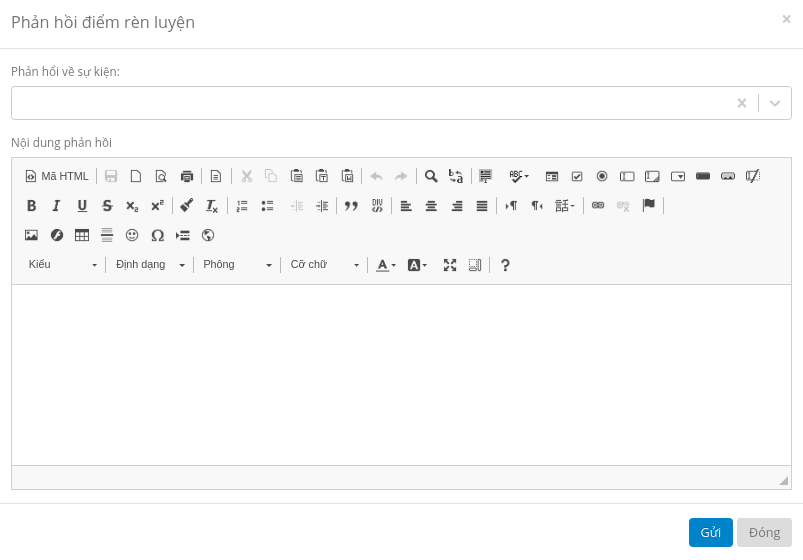 Phản hồi điểm rèn luyện
×
Phản hổi về sự kiện:
Nội dung phản hồi
Mã HTML
Kiểu
Định dạng
Phông
Cỡ chữ
Gửi
Đóng